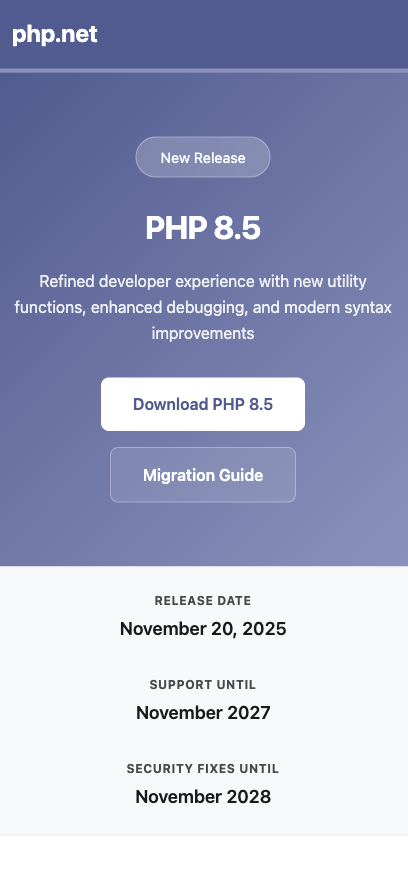 php.net
New Release
PHP 8.5
Refined developer experience with new utility
functions, enhanced debugging, and modern syntax
improvements
Download PHP 8.5
Migration Guide
RELEASE DATE
November 20, 2025
SUPPORT UNTIL
November 2027
SECURITY FIXES UNTIL
November 2028